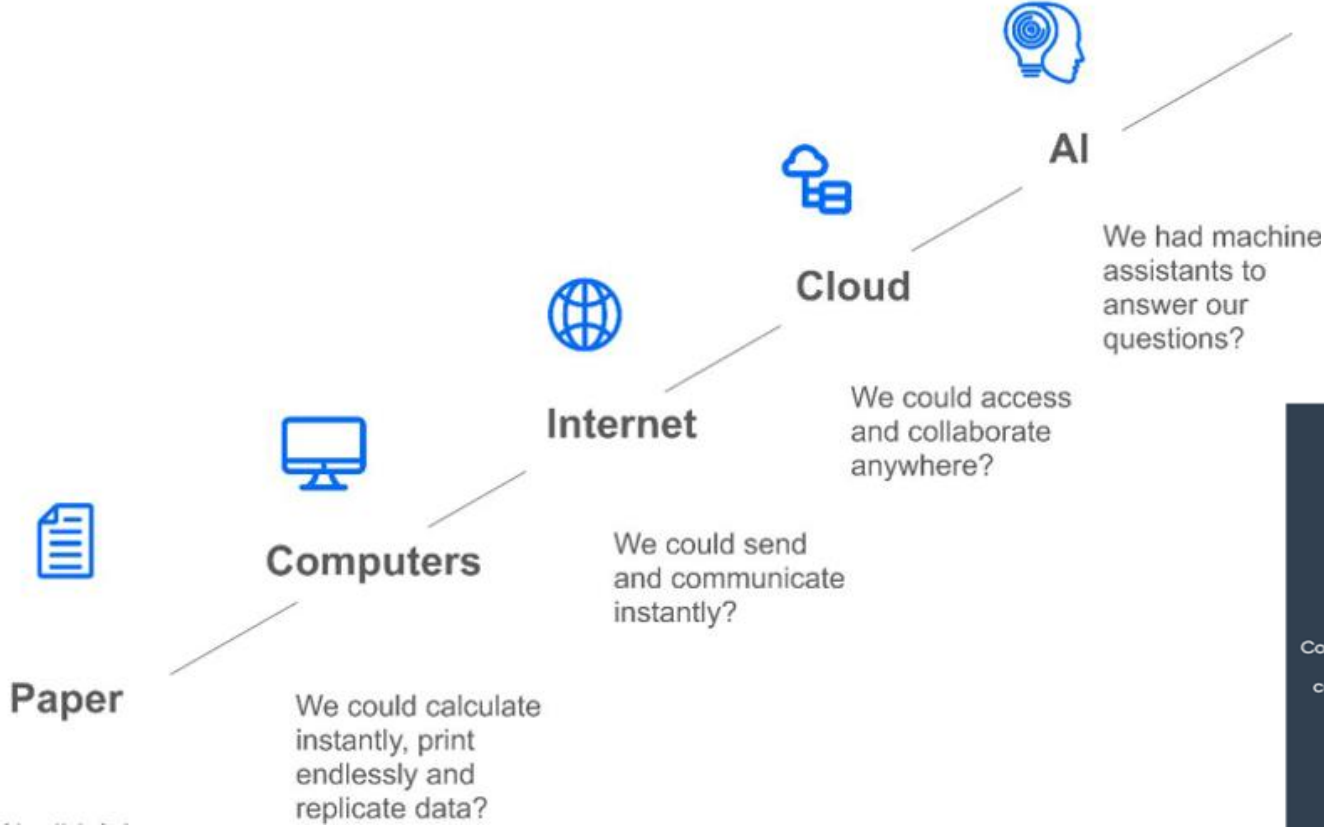 AI
We had machine
assistants to
answer our
questions?
Cloud
We could access
and collaborate
anywhere?
Internet
We could send
and communicate
instantly?
Computers
We could calculate
instantly, print
endlessly and
replicate data?
Paper
Co
c